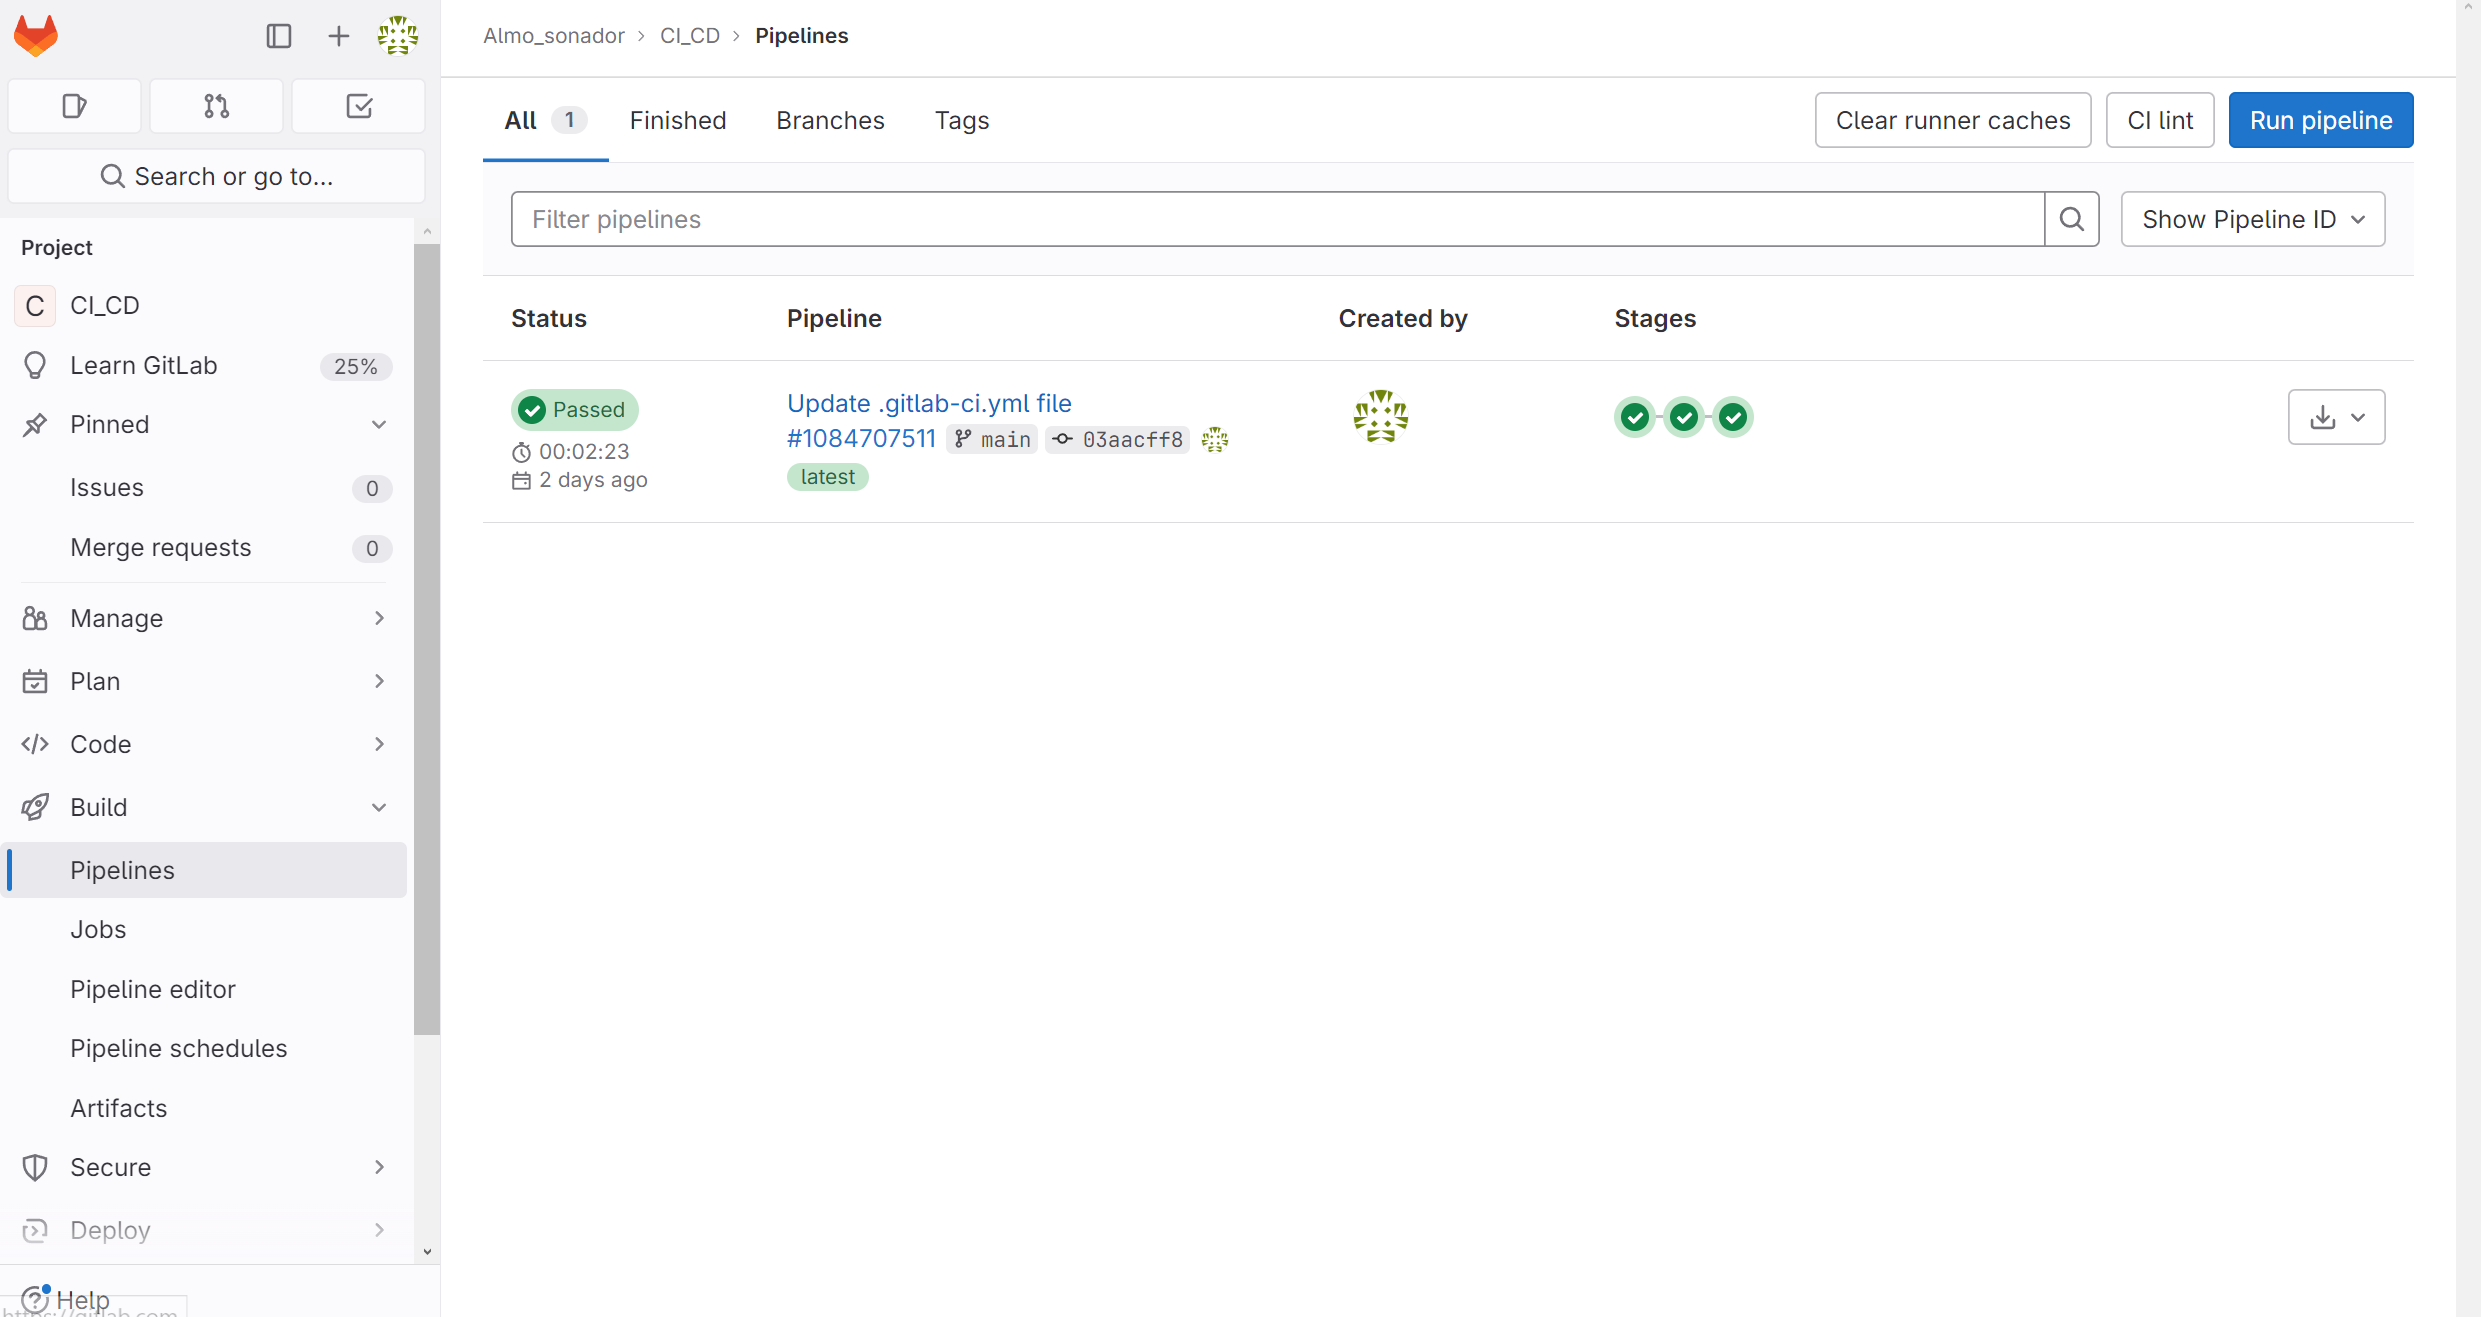 Almo_sonador > CI_CD > Pipelines
Search or go to...
Project
C CI_CD
Learn GitLab 25%
Pinned
Issues 0
Merge requests 0
Manage
Plan
Code
Build
Pipelines
Jobs
Pipeline editor
Pipeline schedules
Artifacts
Secure
Deploy
Help
https://gitlab.com
All 1 Finished Branches Tags
Clear runner caches CI lint Run pipeline
Filter pipelines
Show Pipeline ID
Status Pipeline Created by Stages
Passed
00:02:23
2 days ago
Update .gitlab-ci.yml file
#1084707511 main 03aacff8
latest